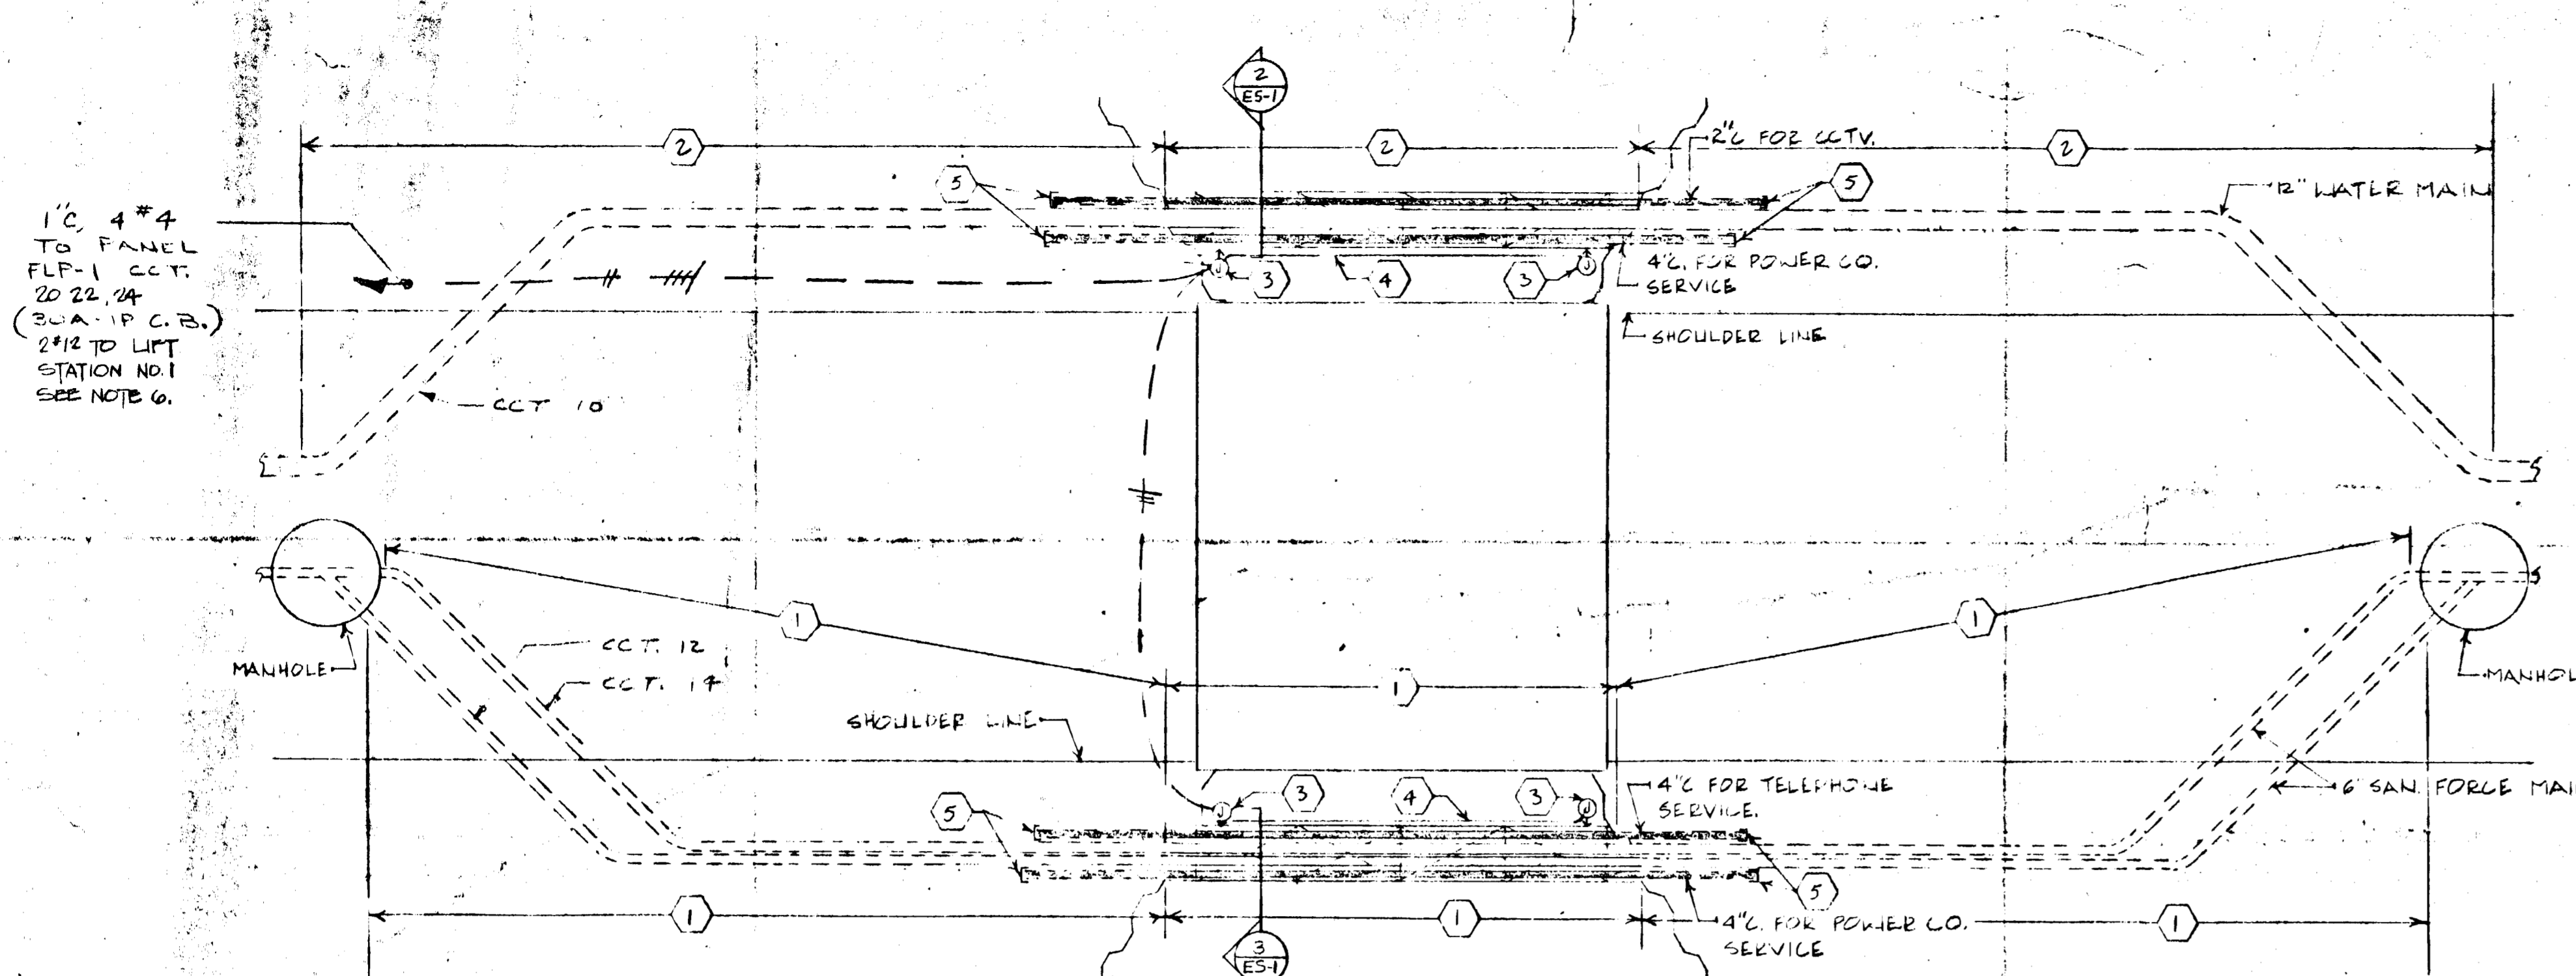 2
ES-1
2
2
2
2"C FOR CCTV.
5
5
12" WATER MAIN
1"C, 4 #4
TO PANEL
FLP-1 CCT.
20 22, 24
(30A-1P C.B.)
2#12 TO LIFT
STATION NO. 1
SEE NOTE 6.
J
3
4
3
J
4"C. FOR POWER CO.
SERVICE
SHOULDER LINE
CCT 10
1
1
MANHOLE
CCT. 12
CCT. 14
1
MANHOL
SHOULDER LINE
J
3
4
3
J
4"C FOR TELEPHONE
SERVICE.
6" SAN. FORCE MAI
5
5
1
1
1
4"C. FOR POWER CO.
SERVICE
3
ES-1